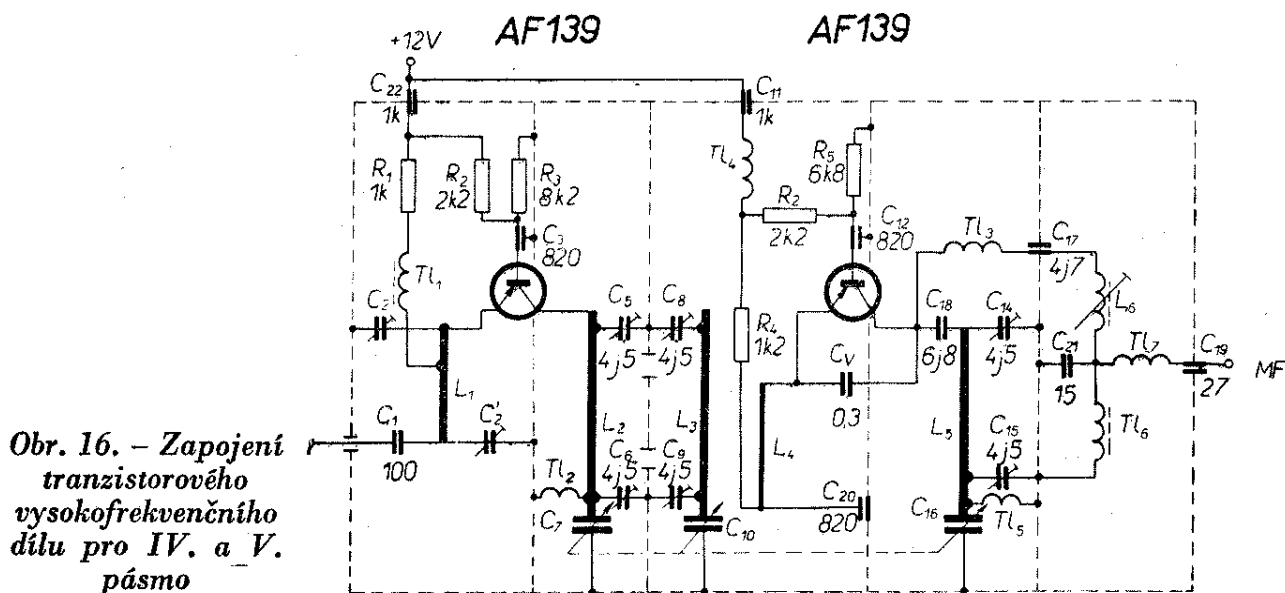 AF139 AF139
+12V
C22
1k
C11
1k
R1
1k
R2
2k2
R3
8k2
C3
820
Tl1
C2
L1
C1
100
C2'
Tl4
R5
6k8
R2
2k2
C12
820
Tl3
C17
4j7
L6
C5
4j5
C8
4j5
R4
1k2
CV
0,3
C18
6j8
C14
4j5
C21
15
Tl7
C19
27
MF
L2
L3
L4
L5
C6
4j5
C9
4j5
C15
4j5
Tl6
Tl2
C7
C10
C20
820
C16
Tl5
Obr. 16. – Zapojení
tranzistorového
vysokofrekvenčního
dílu pro IV. a V.
pásmo